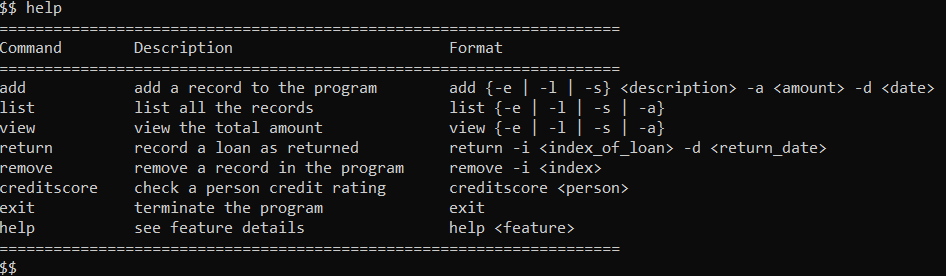 $$ help
=====================================================================
Command        Description                        Format
=====================================================================
add            add a record to the program        add {-e | -l | -s} <description> -a <amount> -d <date>
list           list all the records               list {-e | -l | -s | -a}
view           view the total amount              view {-e | -l | -s | -a}
return         record a loan as returned          return -i <index_of_loan> -d <return_date>
remove         remove a record in the program     remove -i <index>
creditscore    check a person credit rating       creditscore <person>
exit           terminate the program              exit
help           see feature details                help <feature>
=====================================================================
$$